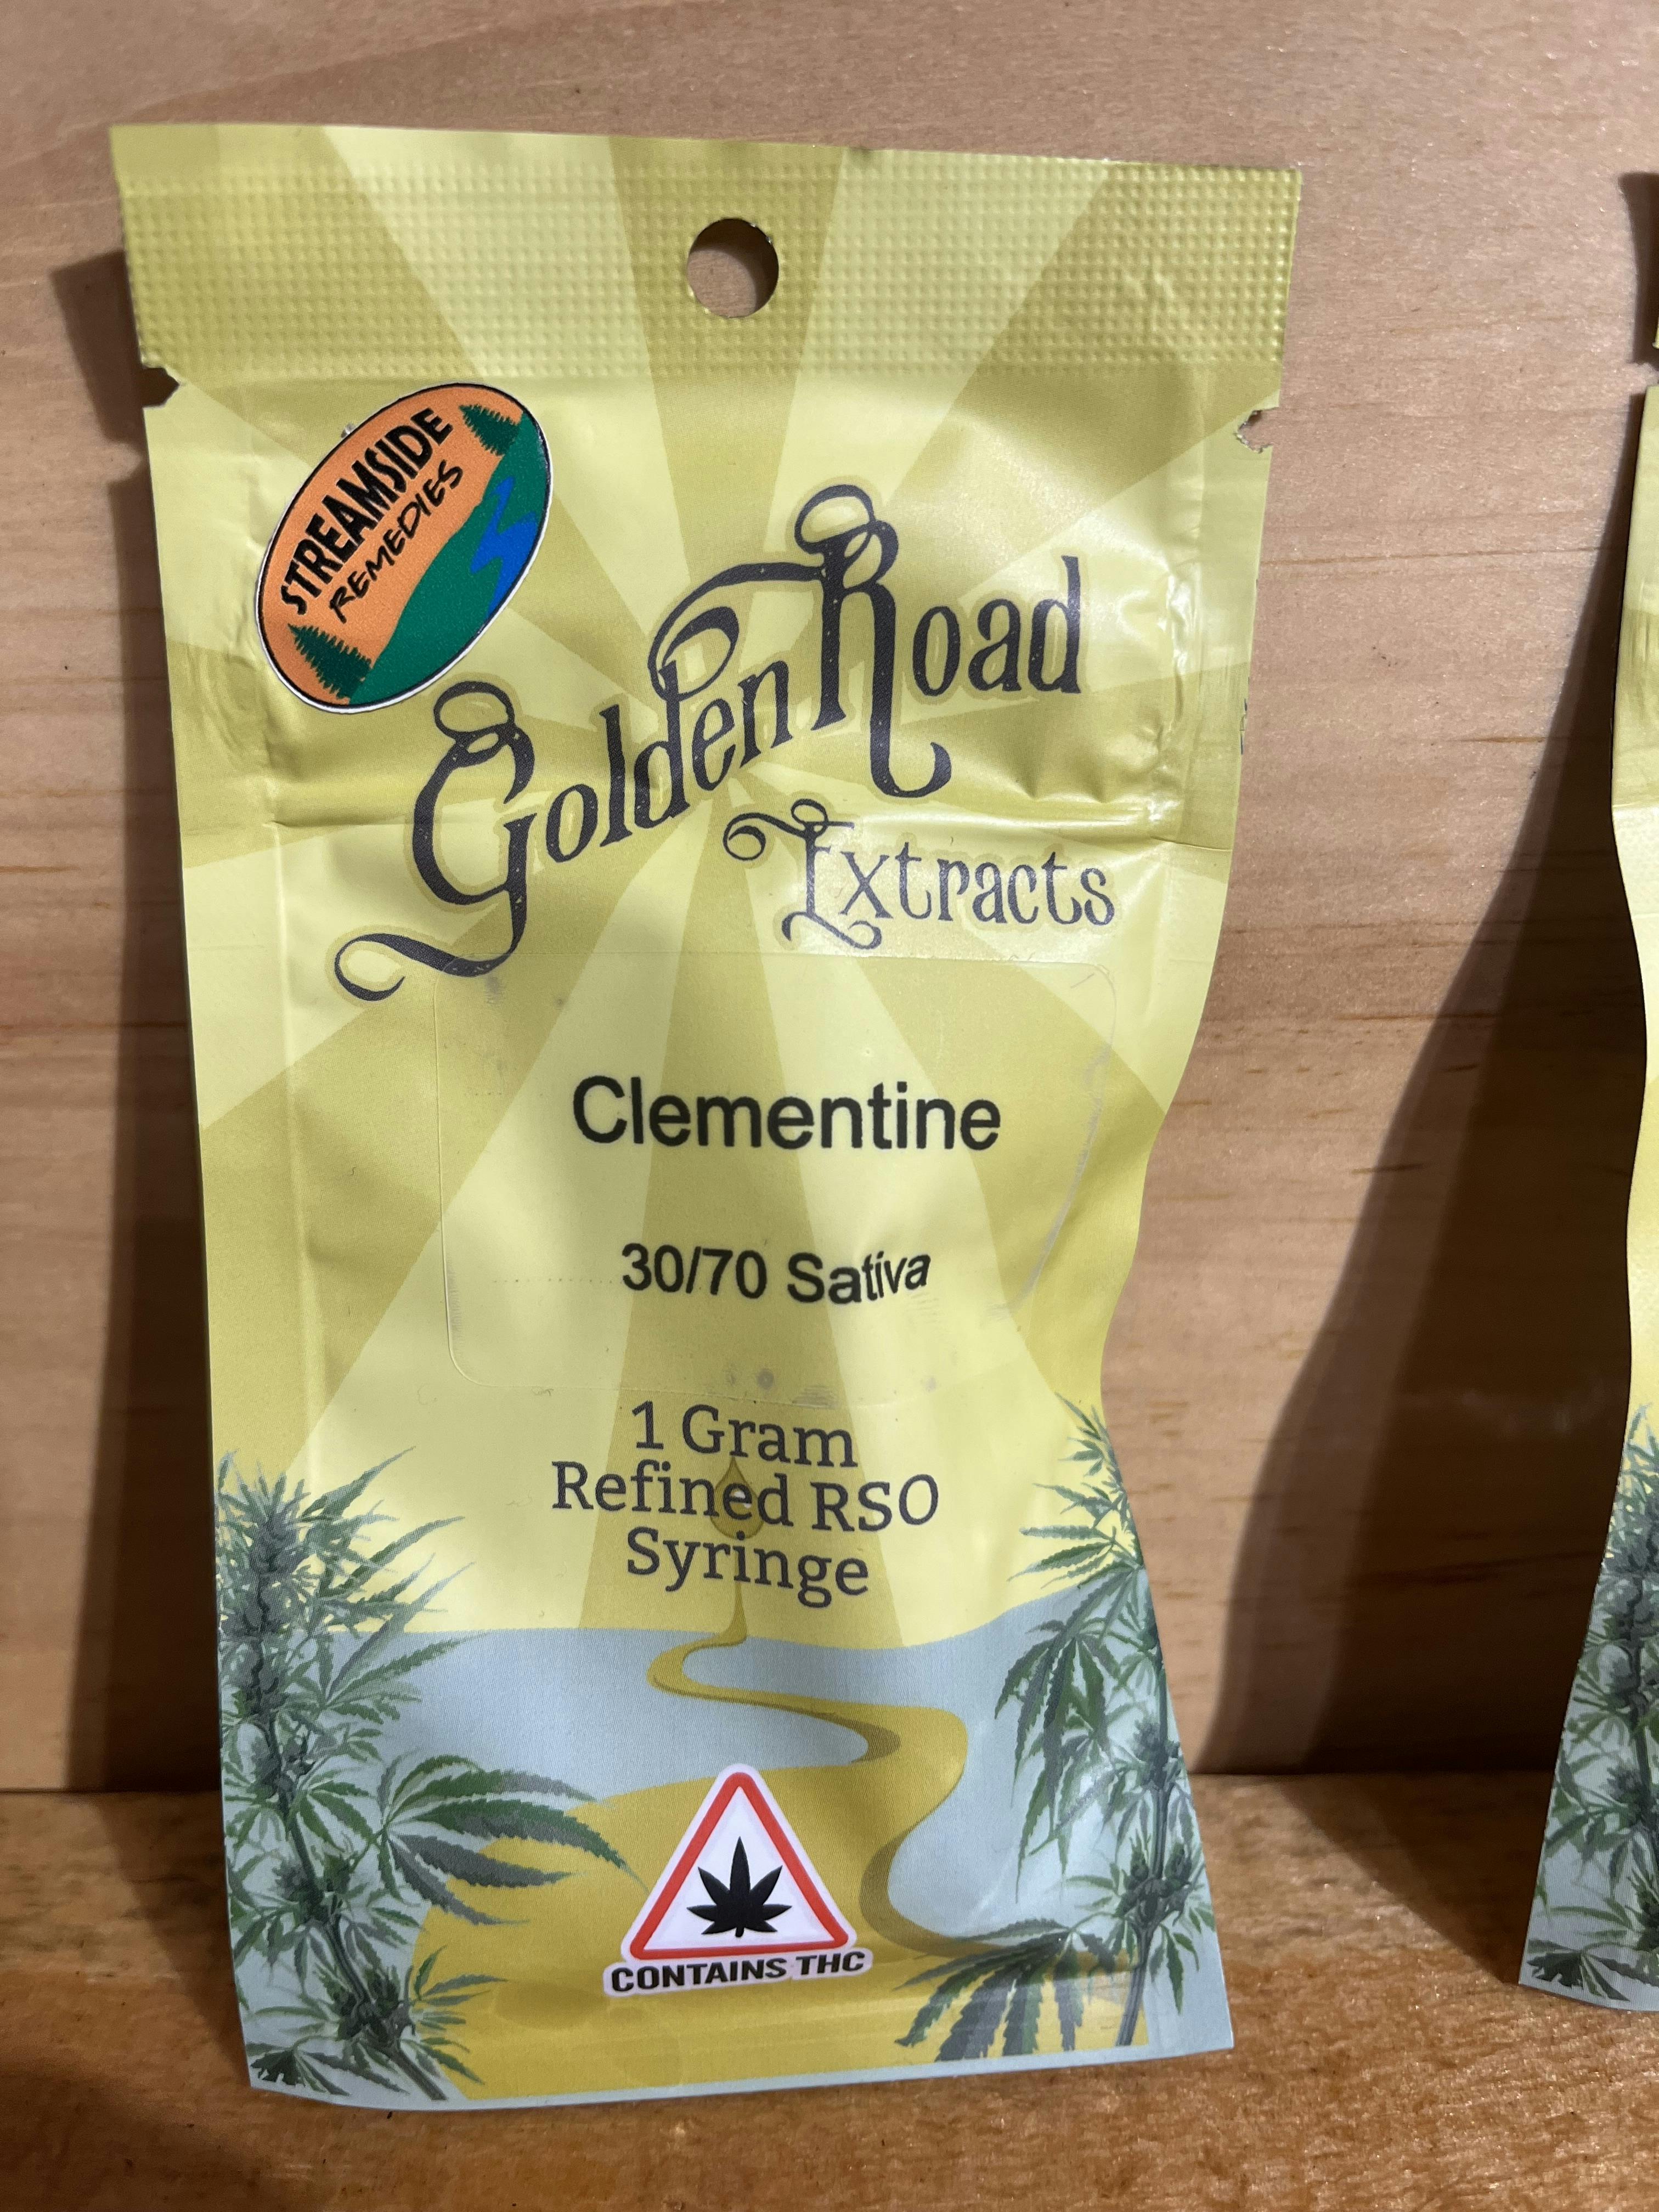 STREAMSIDE
REMEDIES
Golden Road
Extracts
Clementine
30/70 Sativa
1 Gram
Refined RSO
Syringe
CONTAINS THC